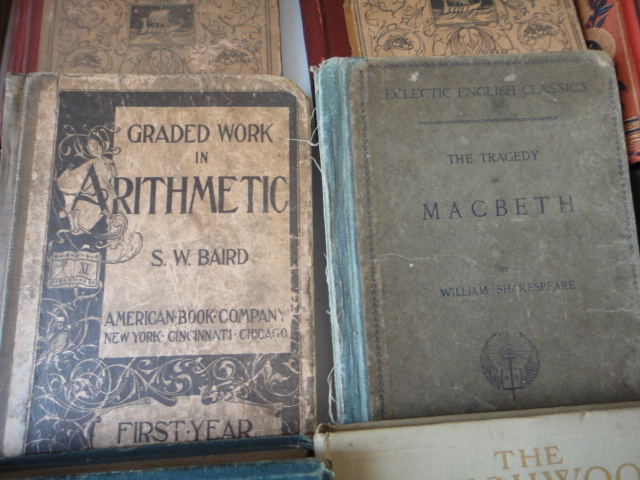 GRADED WORK
IN
ARITHMETIC
S. W. BAIRD
AMERICAN·BOOK·COMPANY
NEW YORK·CINCINNATI·CHICAGO
FIRST·YEAR
ECLECTIC ENGLISH CLASSICS
THE TRAGEDY
OF
MACBETH
BY
WILLIAM SHAKESPEARE
THE